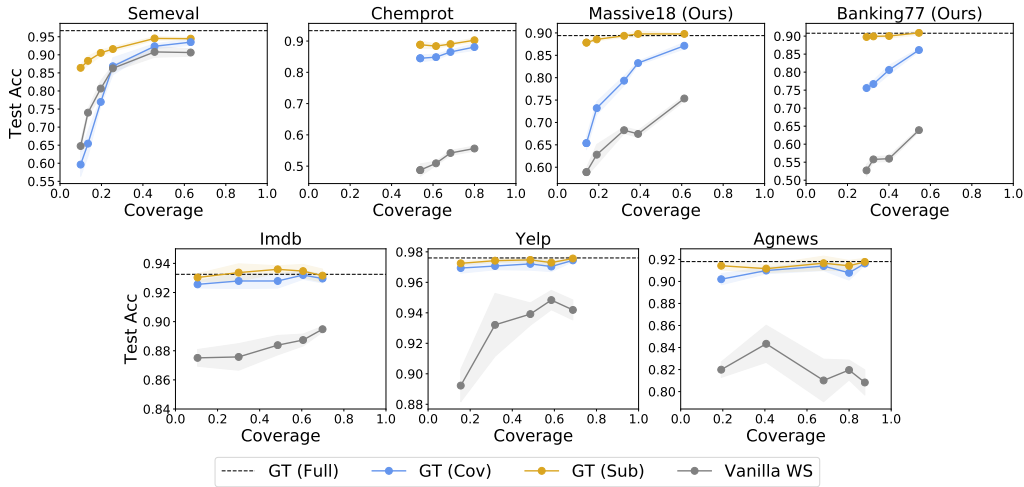 Semeval
Chemprot
Massive18 (Ours)
Banking77 (Ours)
Test Acc
0.95
0.90
0.85
0.80
0.75
0.70
0.65
0.60
0.55
0.0 0.2 0.4 0.6 0.8 1.0
Coverage
0.9
0.8
0.7
0.6
0.5
0.0 0.2 0.4 0.6 0.8 1.0
Coverage
0.90
0.85
0.80
0.75
0.70
0.65
0.60
0.0 0.2 0.4 0.6 0.8 1.0
Coverage
0.90
0.85
0.80
0.75
0.70
0.65
0.60
0.55
0.50
0.0 0.2 0.4 0.6 0.8 1.0
Coverage
Imdb
Yelp
Agnews
Test Acc
0.94
0.92
0.90
0.88
0.86
0.84
0.0 0.2 0.4 0.6 0.8 1.0
Coverage
0.98
0.96
0.94
0.92
0.90
0.88
0.0 0.2 0.4 0.6 0.8 1.0
Coverage
0.92
0.90
0.88
0.86
0.84
0.82
0.80
0.0 0.2 0.4 0.6 0.8 1.0
Coverage
GT (Full) GT (Cov) GT (Sub) Vanilla WS